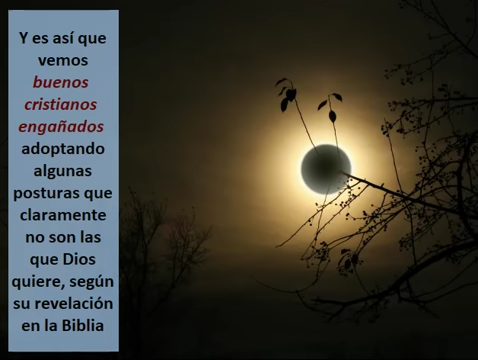 Y es así que
vemos
buenos
cristianos
engañados
adoptando
algunas
posturas que
claramente
no son las
que Dios
quiere, según
su revelación
en la Biblia